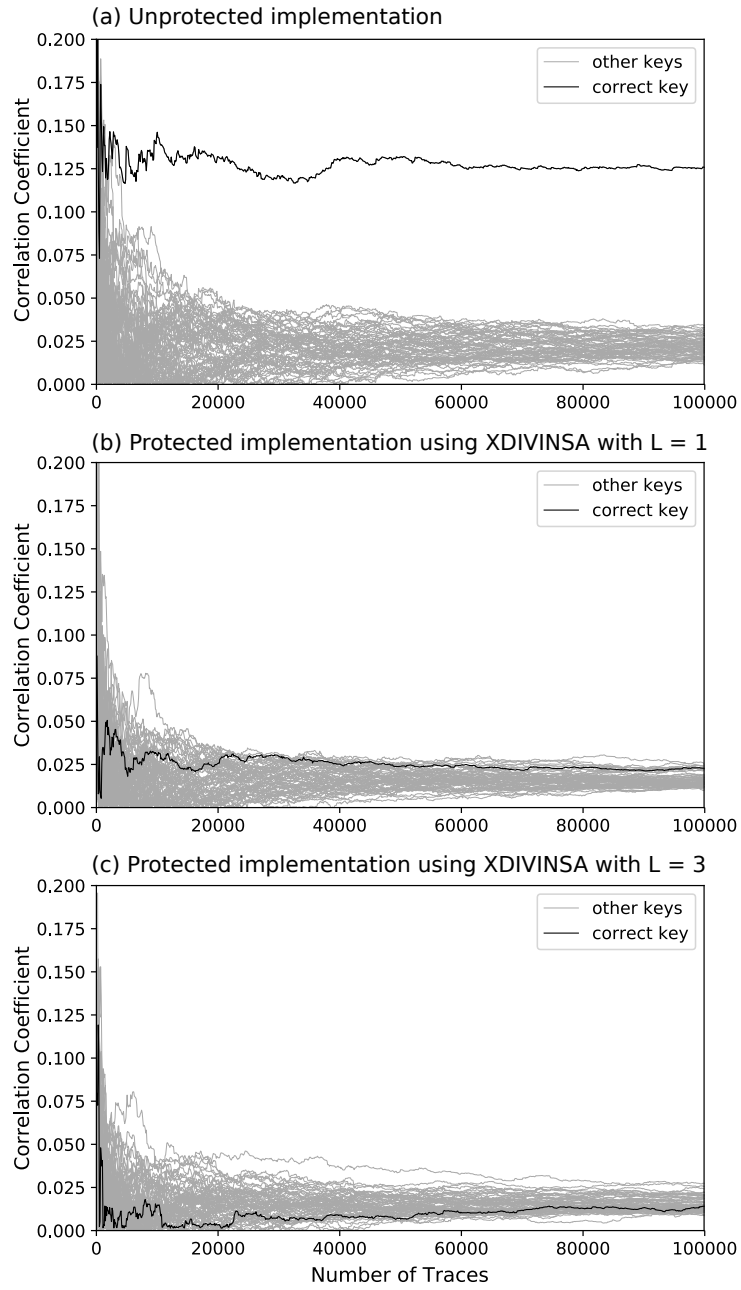 (a) Unprotected implementation
0.200
0.175
0.150
0.125
0.100
0.075
0.050
0.025
0.000
Correlation Coefficient
other keys
correct key
0 20000 40000 60000 80000 100000
(b) Protected implementation using XDIVINSA with L = 1
0.200
0.175
0.150
0.125
0.100
0.075
0.050
0.025
0.000
Correlation Coefficient
other keys
correct key
0 20000 40000 60000 80000 100000
(c) Protected implementation using XDIVINSA with L = 3
0.200
0.175
0.150
0.125
0.100
0.075
0.050
0.025
0.000
Correlation Coefficient
other keys
correct key
0 20000 40000 60000 80000 100000
Number of Traces